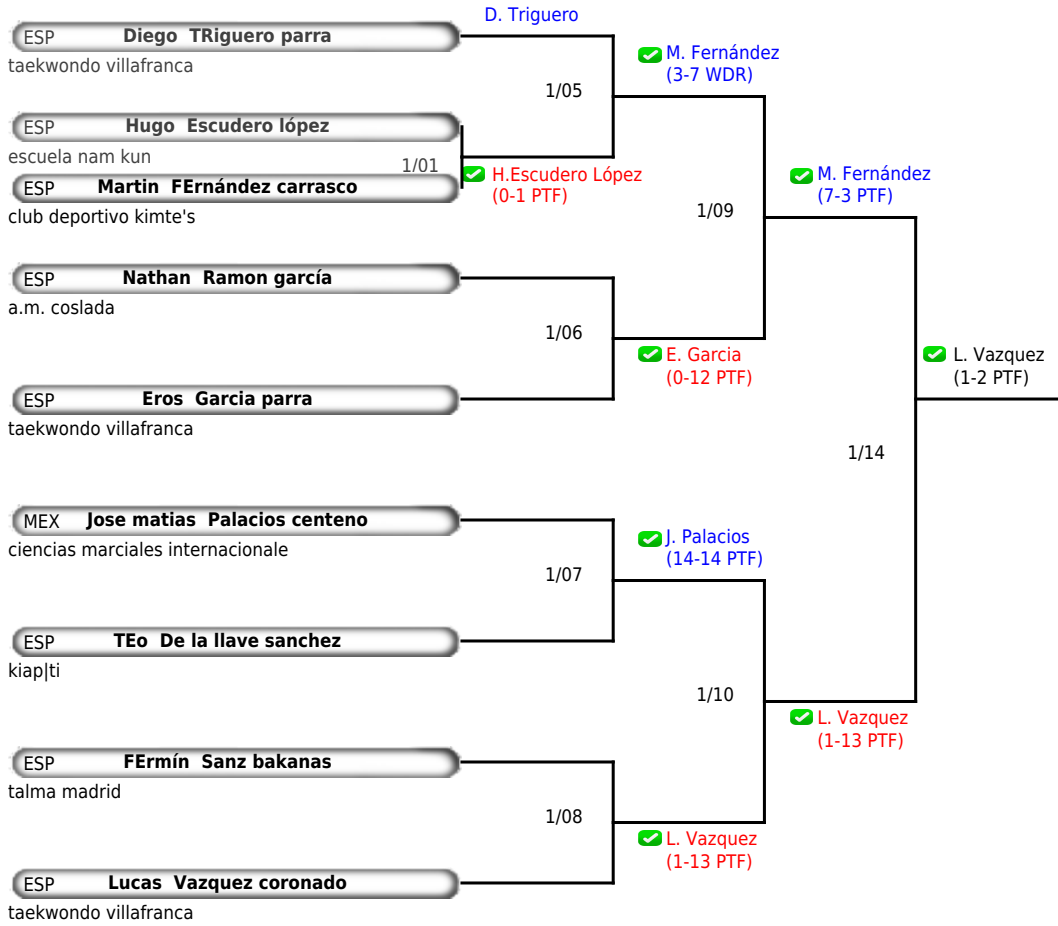 D. Triguero
ESP Diego TRiguero parra
taekwondo villafranca
M. Fernández
(3-7 WDR)
1/05
ESP Hugo Escudero lópez
escuela nam kun
1/01
H.Escudero López
(0-1 PTF)
ESP Martin FErnández carrasco
club deportivo kimte's
M. Fernández
(7-3 PTF)
1/09
ESP Nathan Ramon garcía
a.m. coslada
1/06
E. Garcia
(0-12 PTF)
L. Vazquez
(1-2 PTF)
ESP Eros Garcia parra
taekwondo villafranca
1/14
MEX Jose matias Palacios centeno
ciencias marciales internacionale
J. Palacios
(14-14 PTF)
1/07
ESP TEo De la llave sanchez
kiap|ti
1/10
L. Vazquez
(1-13 PTF)
ESP FErmín Sanz bakanas
talma madrid
1/08
L. Vazquez
(1-13 PTF)
ESP Lucas Vazquez coronado
taekwondo villafranca